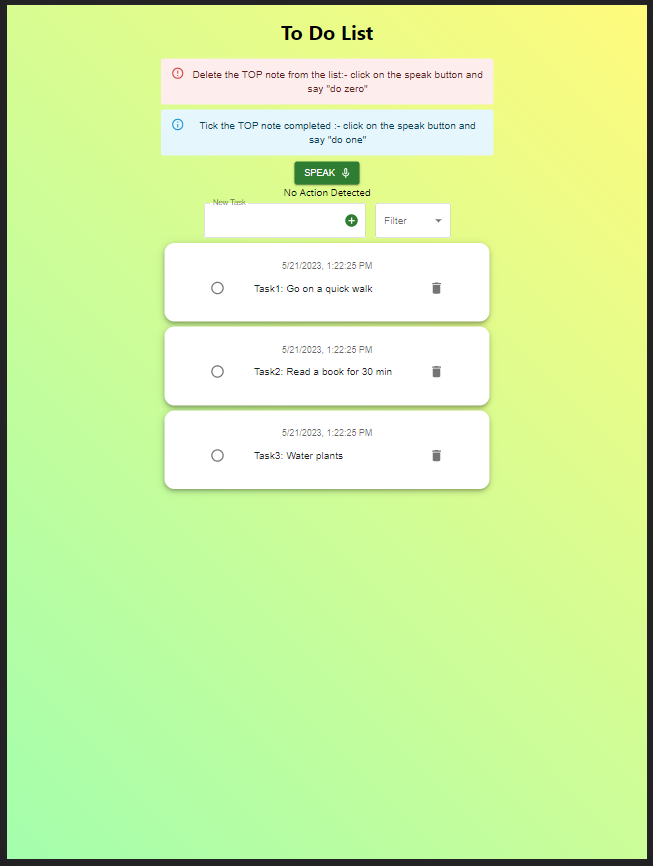 To Do List
Delete the TOP note from the list:- click on the speak button and
say "do zero"
Tick the TOP note completed :- click on the speak button and
say "do one"
SPEAK
No Action Detected
New Task
Filter
5/21/2023, 1:22:25 PM
Task1: Go on a quick walk
5/21/2023, 1:22:25 PM
Task2: Read a book for 30 min
5/21/2023, 1:22:25 PM
Task3: Water plants